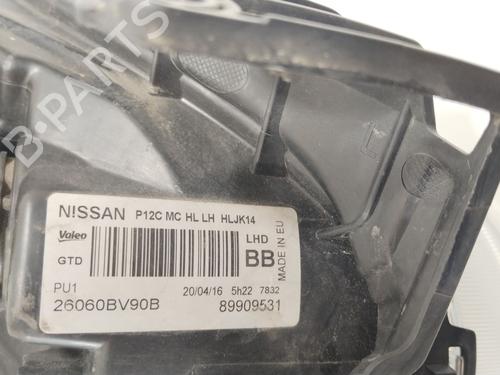 B-PARTS
L
NISSAN P12C MC HL LH HLJK14
Valeo
LHD
GTD
BB
MADE IN EU
PU1
20/04/16 5h22 7832
26060BV90B
89909531